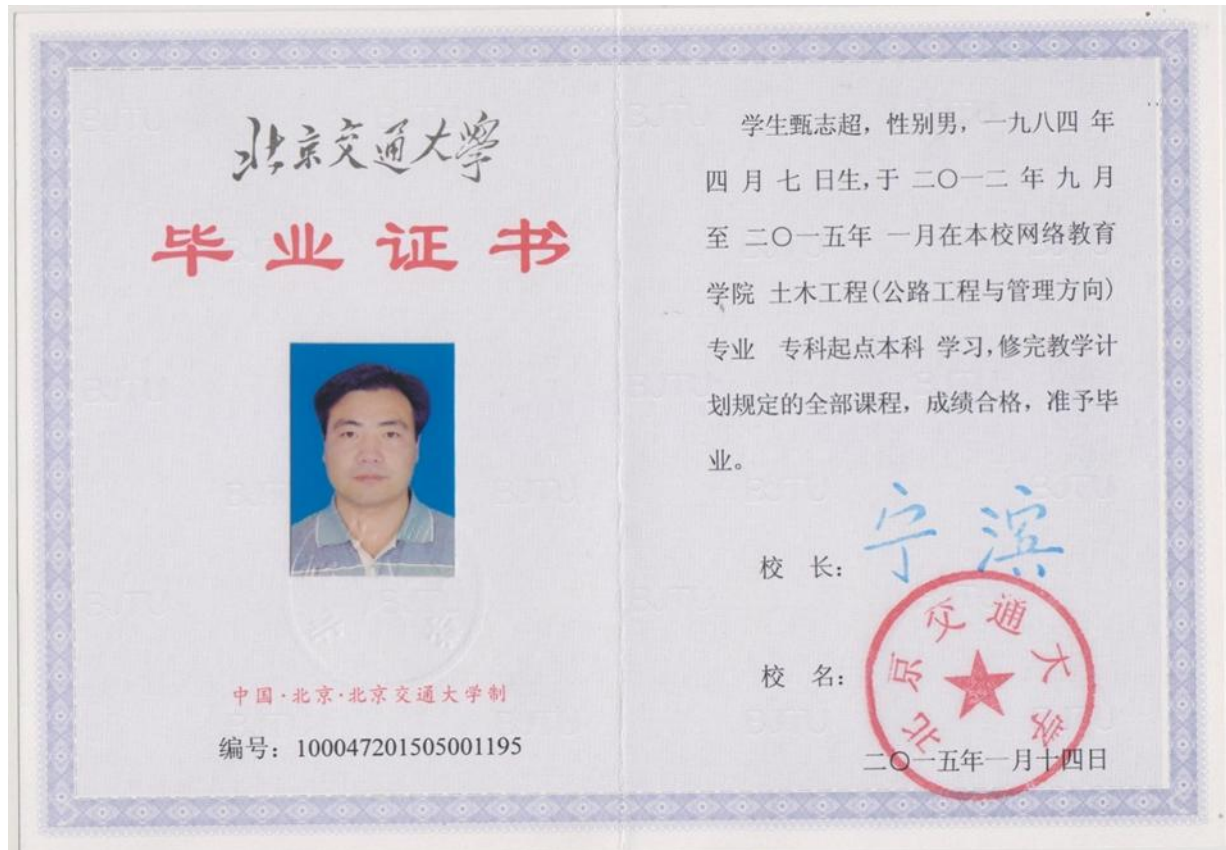 北京交通大學
毕业证书
中国·北京·北京交通大学制
编号：100047201505001195
学生甄志超，性别男，一九八四 年
四 月 七 日生，于 二〇一二 年 九 月
至 二〇一五年 一月在本校网络教育
学院 土木工程(公路工程与管理方向)
专业 专科起点本科 学习，修完教学计
划规定的全部课程，成绩合格，准予毕
业。
校 长：宁滨
校 名：
北京交通大学
二〇一五年一月十四日